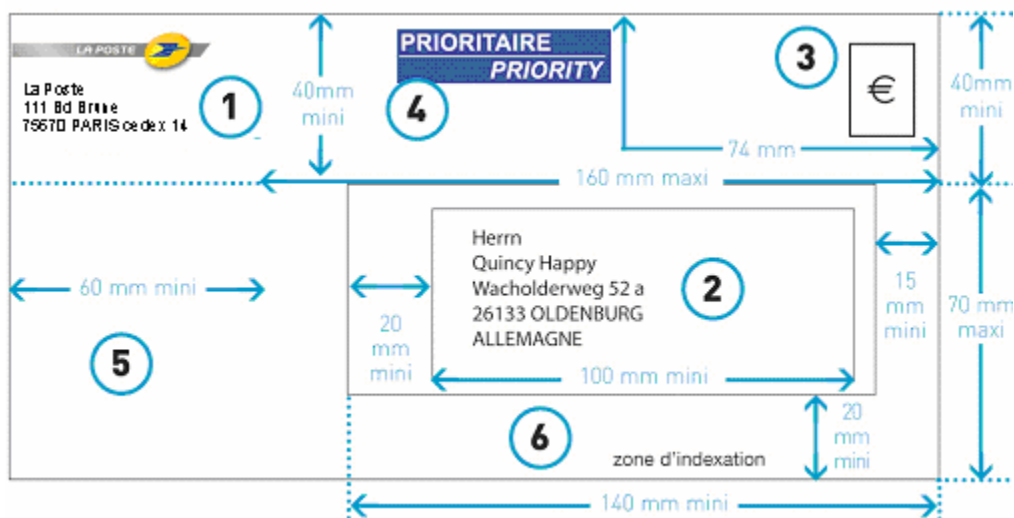 LA POSTE
La Poste
111 Bd Brune
75670 PARIS cedex 14
1
40mm
mini
PRIORITAIRE
PRIORITY
4
3
€
40mm
mini
74 mm
160 mm maxi
Herrn
Quincy Happy
Wacholderweg 52 a
26133 OLDENBURG
ALLEMAGNE
2
60 mm mini
20
mm
mini
15
mm
mini
70 mm
maxi
100 mm mini
5
6
20
mm
mini
zone d'indexation
140 mm mini